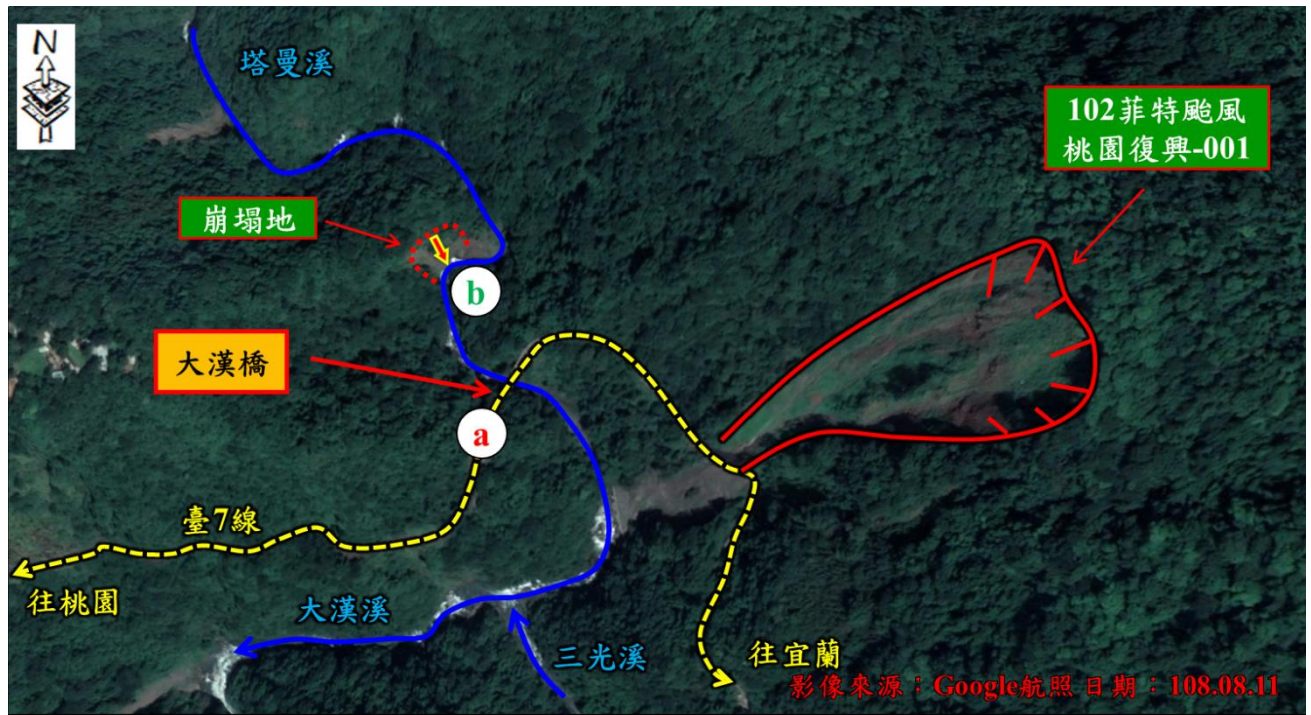 N
塔曼溪
102菲特颱風
桃園復興-001
崩塌地
b
大漢橋
a
臺7線
往桃園
大漢溪
三光溪
往宜蘭
影像來源：Google航照日期：108.08.11